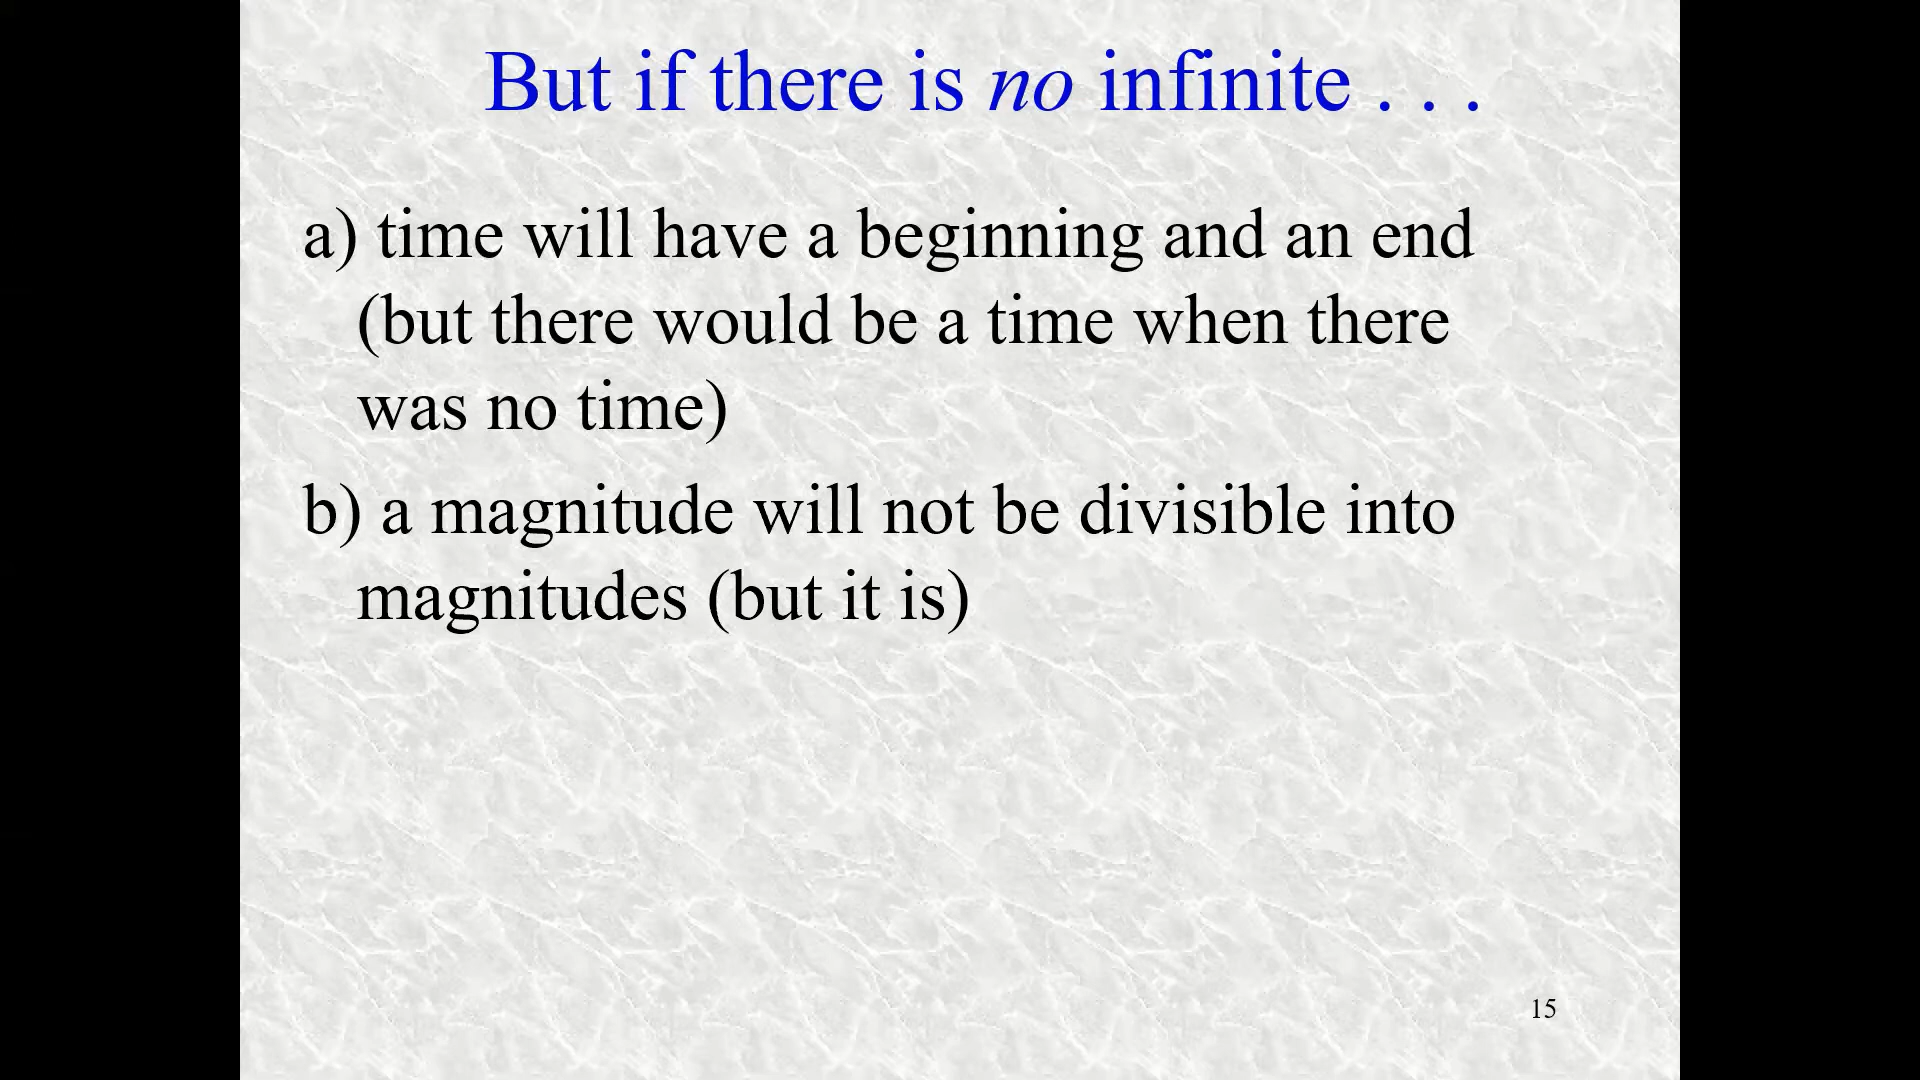 But if there is no infinite . . .
a) time will have a beginning and an end
(but there would be a time when there
was no time)
b) a magnitude will not be divisible into
magnitudes (but it is)
15